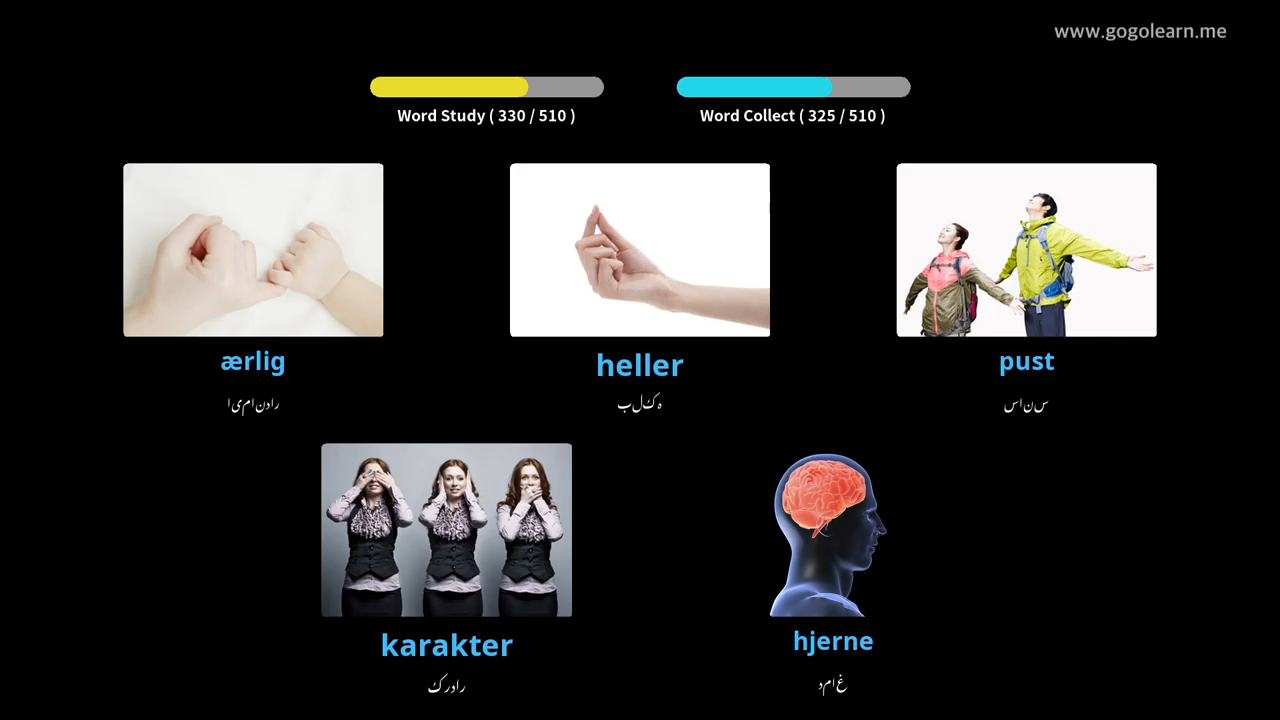 www.gogolearn.me
Word Study ( 330 / 510 )
Word Collect ( 325 / 510 )
ærlig
ایماندار
heller
بلکہ
pust
سانس
karakter
کردار
hjerne
دماغ